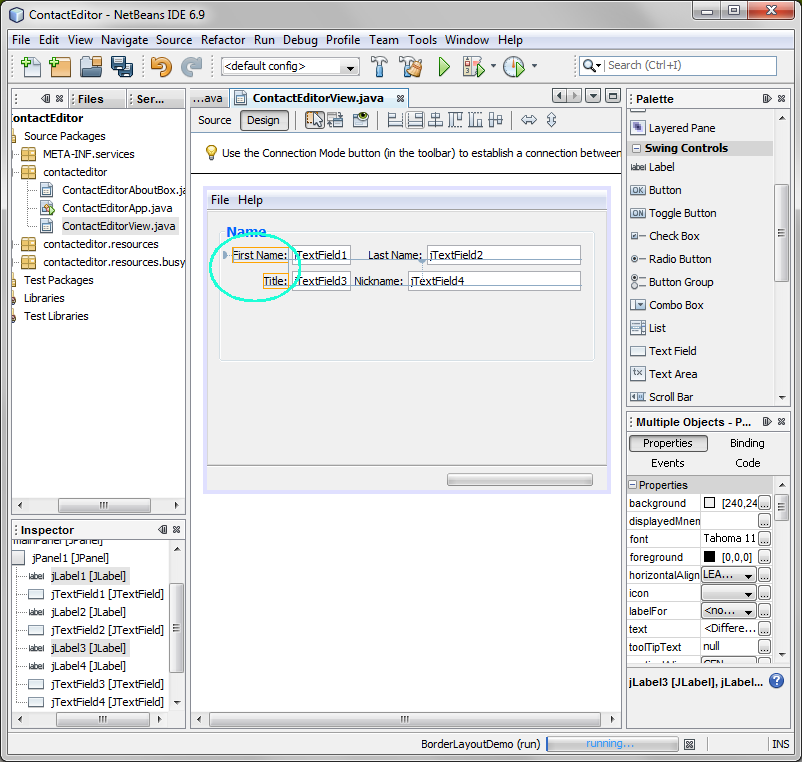 ContactEditor - NetBeans IDE 6.9
File Edit View Navigate Source Refactor Run Debug Profile Team Tools Window Help
<default config>
Search (Ctrl+I)
Files
Ser...
...ava
ContactEditorView.java
Palette
ontactEditor
Source Packages
META-INF.services
contacteditor
ContactEditorAboutBox.ja
ContactEditorApp.java
ContactEditorView.java
contacteditor.resources
contacteditor.resources.busy
Test Packages
Libraries
Test Libraries
Source
Design
Use the Connection Mode button (in the toolbar) to establish a connection between
File Help
Name
First Name:
jTextField1
Last Name:
jTextField2
Title:
jTextField3
Nickname:
jTextField4
Layered Pane
Swing Controls
label Label
OK Button
ON Toggle Button
Check Box
Radio Button
Button Group
Combo Box
List
Text Field
Text Area
Scroll Bar
Inspector
mainPanel [JPanel]
jPanel1 [JPanel]
label jLabel1 [JLabel]
jTextField1 [JTextField]
label jLabel2 [JLabel]
jTextField2 [JTextField]
label jLabel3 [JLabel]
label jLabel4 [JLabel]
jTextField3 [JTextField]
jTextField4 [JTextField]
Multiple Objects - P...
Properties
Binding
Events
Code
Properties
background [240,24 ...
displayedMnem ...
font Tahoma 11 ...
foreground [0,0,0] ...
horizontalAlign LEA... ...
icon ...
labelFor <no... ...
text <Differe... ...
toolTipText null ...
jLabel3 [JLabel], jLabel...
BorderLayoutDemo (run)
running...
INS